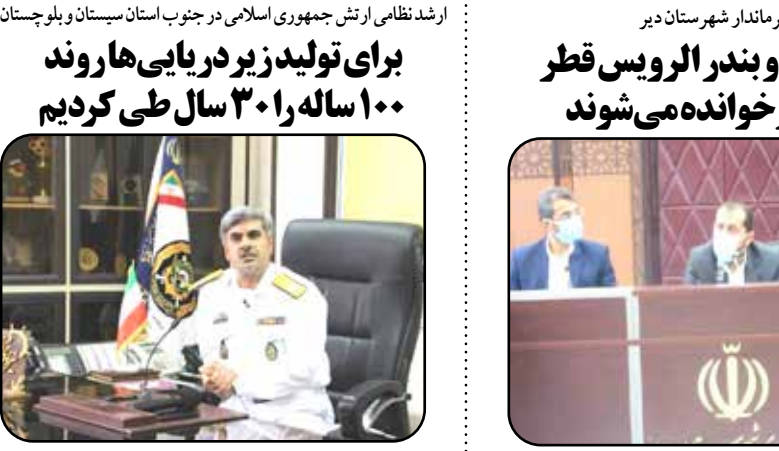 رماندار شهرستان دیر
و بندر الرویس قطر
خوانده می‌شوند
ارشد نظامی ارتش جمهوری اسلامی در جنوب استان سیستان و بلوچستان
برای تولید زیردریایی‌ها روند
۱۰۰ ساله را ۳۰ سال طی کردیم